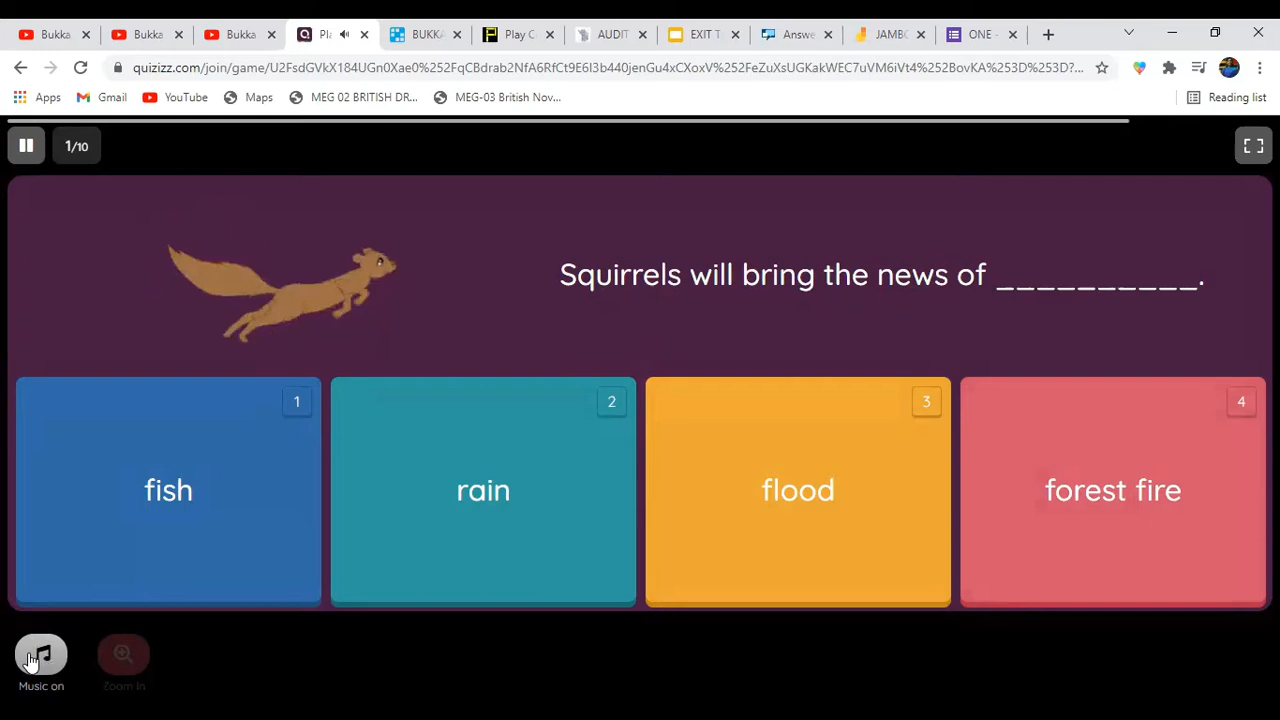 Bukka
Bukka
Bukka
Pla
BUKKA
Play C
AUDIT
EXIT T
Answe
JAMBO
ONE -
quizizz.com/join/game/U2FsdGVkX184UGn0Xae0%252FqCBdrab2NfA6RfCt9E6I3b440jenGu4xCXoxV%252FeZuXsUGKakWEC7uVM6iVt4%252BovKA%253D%253D?...
Apps
Gmail
YouTube
Maps
MEG 02 BRITISH DR...
MEG-03 British Nov...
Reading list
1/10
Squirrels will bring the news of __________.
1
2
3
4
fish
rain
flood
forest fire
Music on
Zoom In